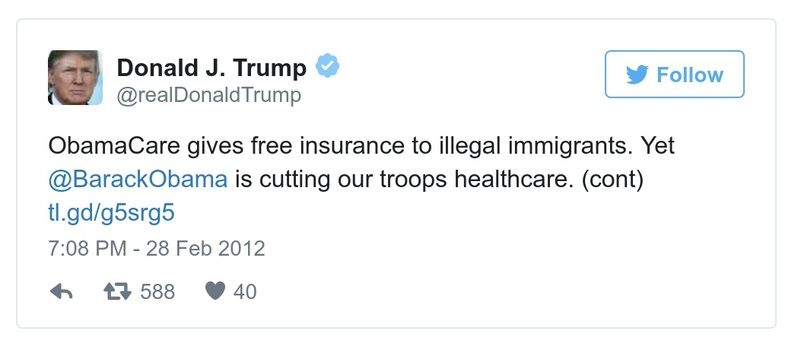 Donald J. Trump
@realDonaldTrump
Follow
ObamaCare gives free insurance to illegal immigrants. Yet
@BarackObama is cutting our troops healthcare. (cont)
tl.gd/g5srg5
7:08 PM - 28 Feb 2012
588
40